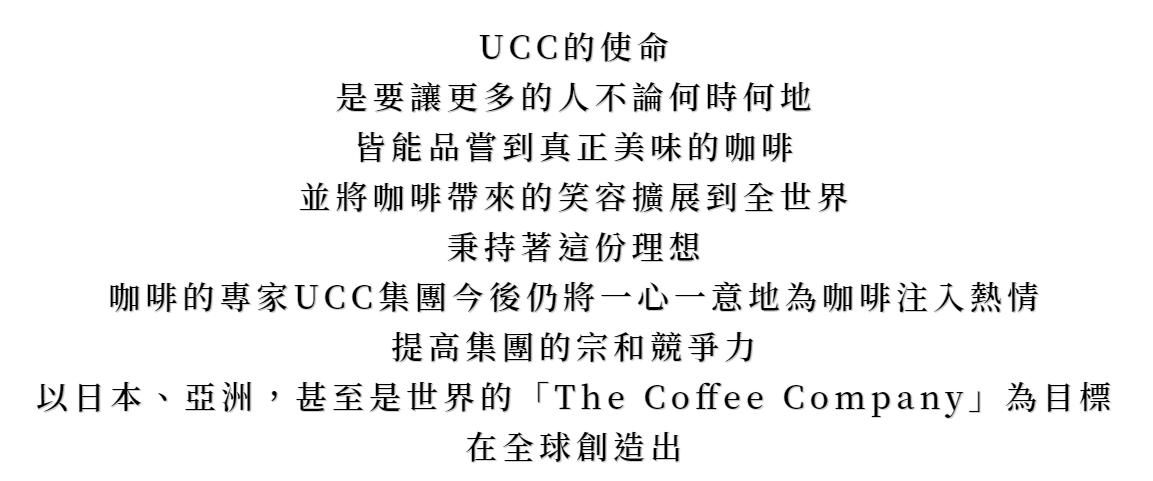 UCC的使命
是要讓更多的人不論何時何地
皆能品嘗到真正美味的咖啡
並將咖啡帶來的笑容擴展到全世界
秉持著這份理想
咖啡的專家UCC集團今後仍將一心一意地為咖啡注入熱情
提高集團的宗和競爭力
以日本、亞洲，甚至是世界的「The Coffee Company」為目標
在全球創造出